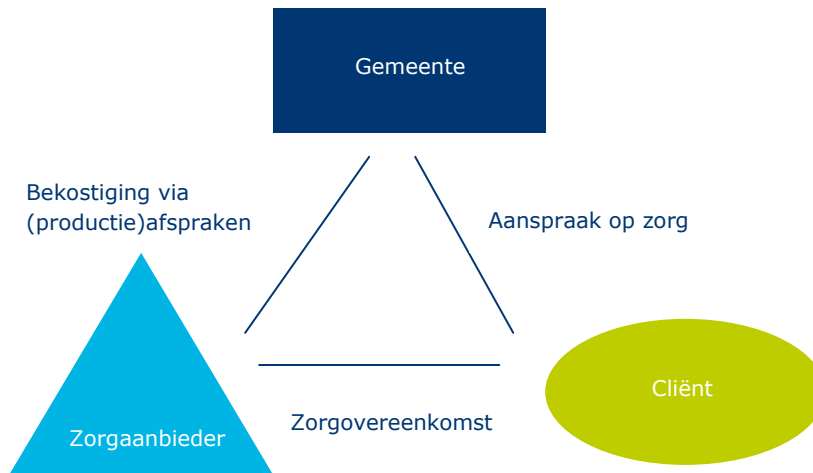 Gemeente
Bekostiging via
(productie)afspraken
Aanspraak op zorg
Cliënt
Zorgovereenkomst
Zorgaanbieder